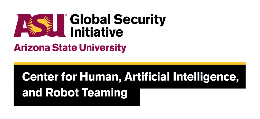 ASU Global Security
Initiative
Arizona State University
Center for Human, Artificial Intelligence,
and Robot Teaming